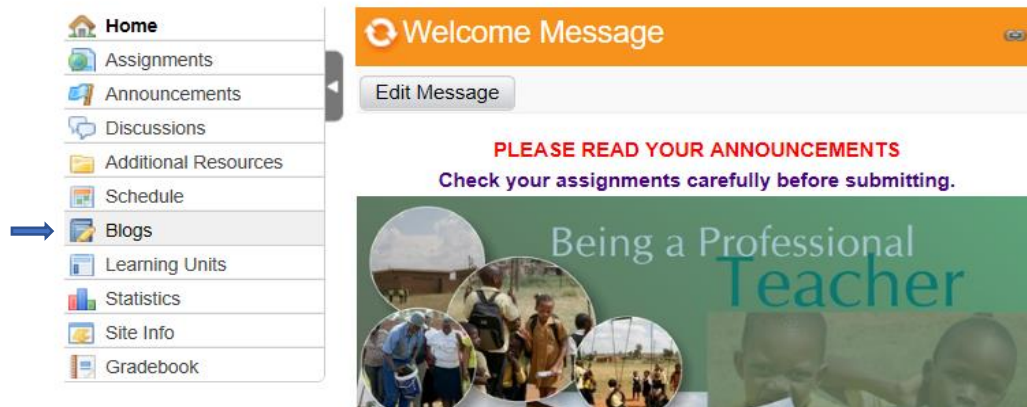 Home
Assignments
Announcements
Discussions
Additional Resources
Schedule
Blogs
Learning Units
Statistics
Site Info
Gradebook
Welcome Message
Edit Message
PLEASE READ YOUR ANNOUNCEMENTS
Check your assignments carefully before submitting.
Being a Professional
Teacher